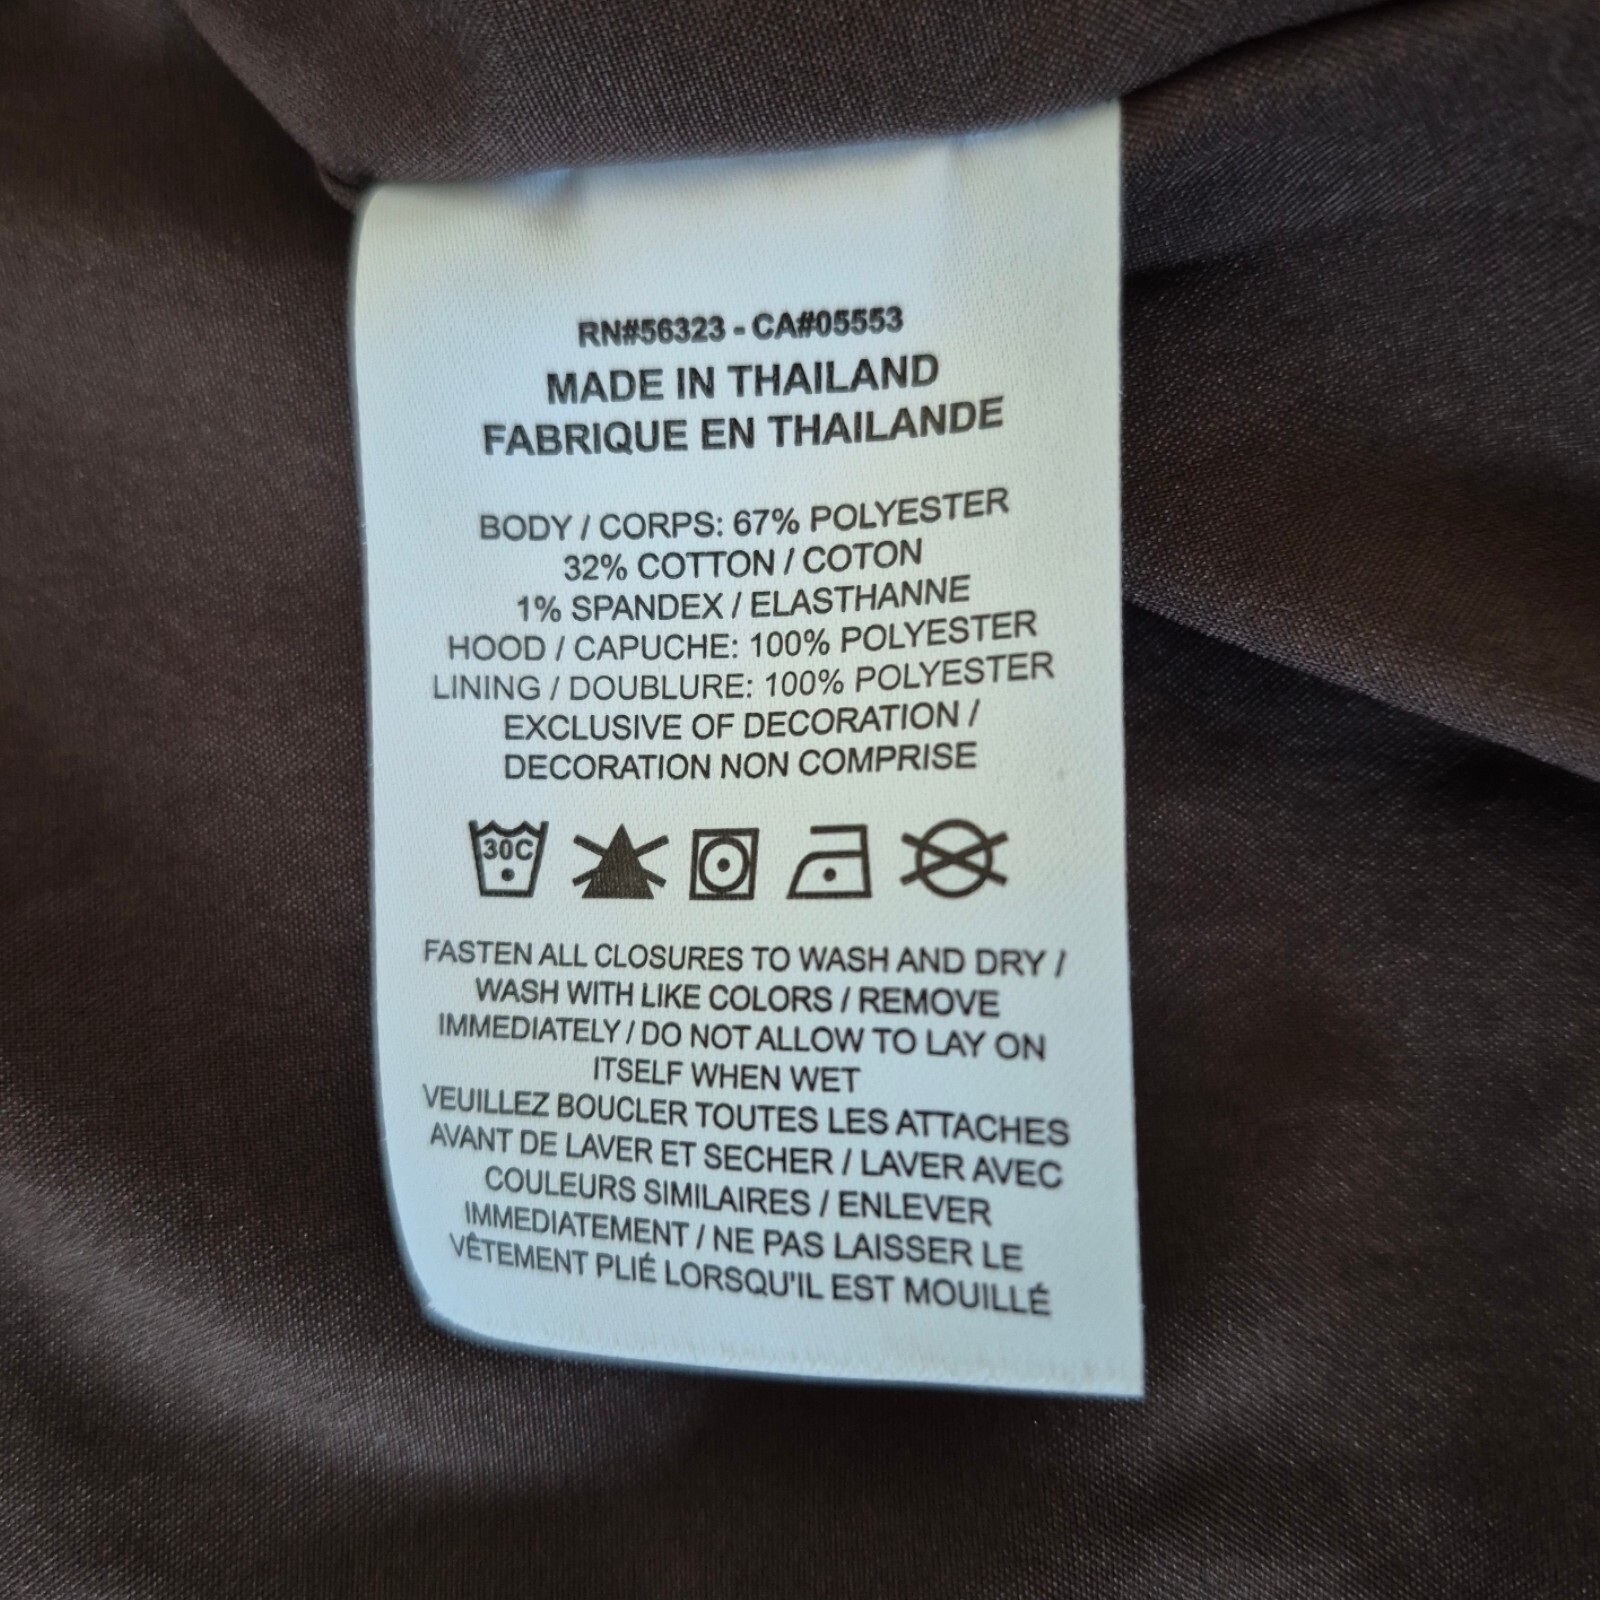 RN#56323 - CA#05553
MADE IN THAILAND
FABRIQUE EN THAILANDE
BODY / CORPS: 67% POLYESTER
32% COTTON / COTON
1% SPANDEX / ELASTHANNE
HOOD / CAPUCHE: 100% POLYESTER
LINING / DOUBLURE: 100% POLYESTER
EXCLUSIVE OF DECORATION /
DECORATION NON COMPRISE
30C
FASTEN ALL CLOSURES TO WASH AND DRY /
WASH WITH LIKE COLORS / REMOVE
IMMEDIATELY / DO NOT ALLOW TO LAY ON
ITSELF WHEN WET
VEUILLEZ BOUCLER TOUTES LES ATTACHES
AVANT DE LAVER ET SECHER / LAVER AVEC
COULEURS SIMILAIRES / ENLEVER
IMMEDIATEMENT / NE PAS LAISSER LE
VÊTEMENT PLIÉ LORSQU'IL EST MOUILLÉ